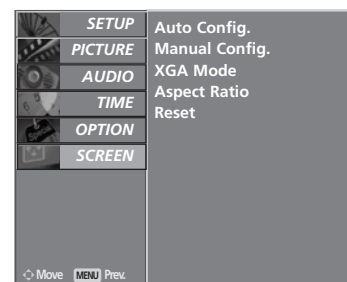 SETUP
PICTURE
AUDIO
TIME
OPTION
SCREEN
Auto Config.
Manual Config.
XGA Mode
Aspect Ratio
Reset
Move MENU Prev.